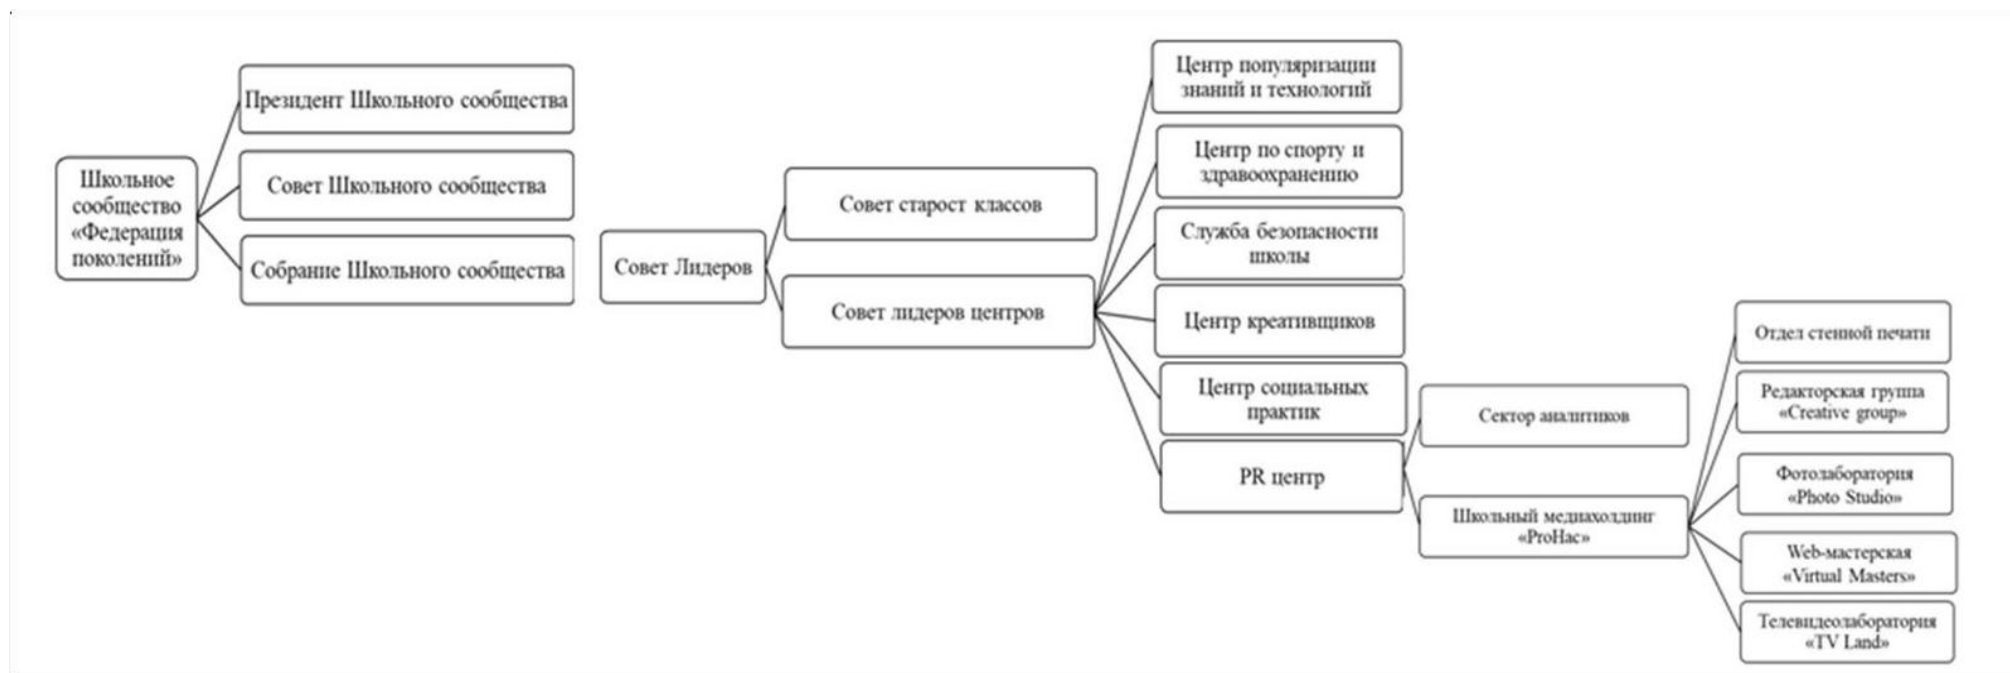 Школьное
сообщество
«Федерация
поколений»
Президент Школьного сообщества
Совет Школьного сообщества
Собрание Школьного сообщества
Совет Лидеров
Совет старост классов
Совет лидеров центров
Центр популяризации
знаний и технологий
Центр по спорту и
здравоохранению
Служба безопасности
школы
Центр креативщиков
Центр социальных
практик
PR центр
Сектор аналитиков
Школьный медиахолдинг
«ProНас»
Отдел стенной печати
Редакторская группа
«Creative group»
Фотолаборатория
«Photo Studio»
Web-мастерская
«Virtual Masters»
Телевидеолаборатория
«TV Land»